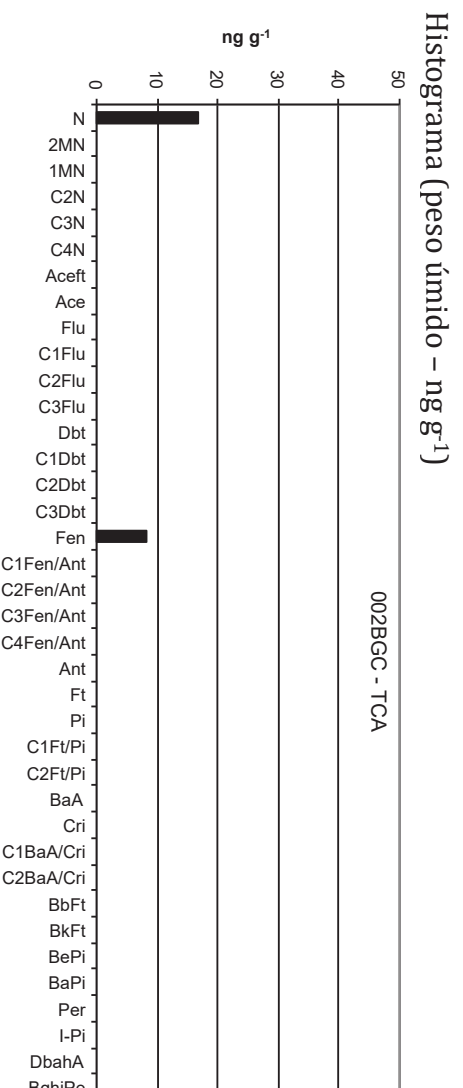 Histograma (peso úmido – ng g-1)
002BGC - TCA
ng g-1
0
10
20
30
40
50
N
2MN
1MN
C2N
C3N
C4N
Aceft
Ace
Flu
C1Flu
C2Flu
C3Flu
Dbt
C1Dbt
C2Dbt
C3Dbt
Fen
C1Fen/Ant
C2Fen/Ant
C3Fen/Ant
C4Fen/Ant
Ant
Ft
Pi
C1Ft/Pi
C2Ft/Pi
BaA
Cri
C1BaA/Cri
C2BaA/Cri
BbFt
BkFt
BePi
BaPi
Per
I-Pi
DbahA